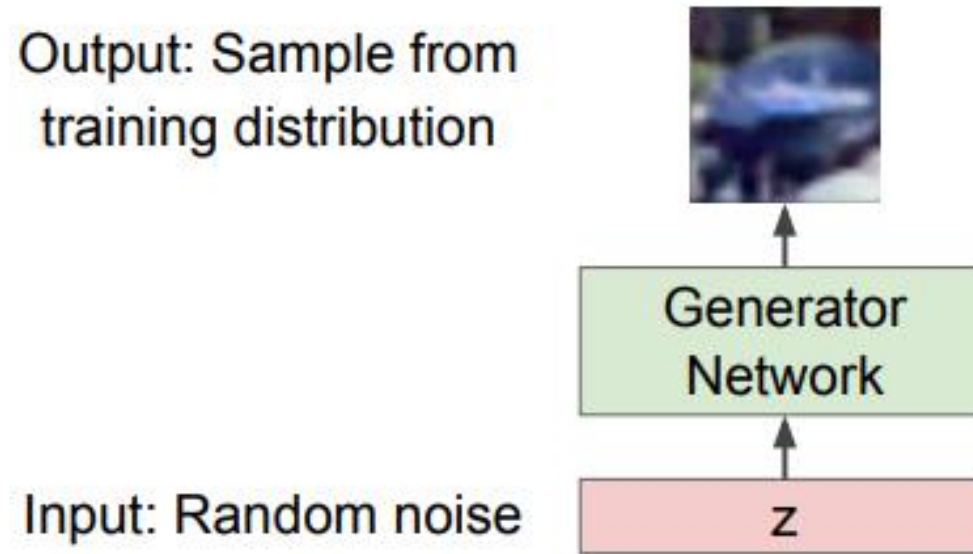 Output: Sample from
training distribution
Generator
Network
Input: Random noise
z